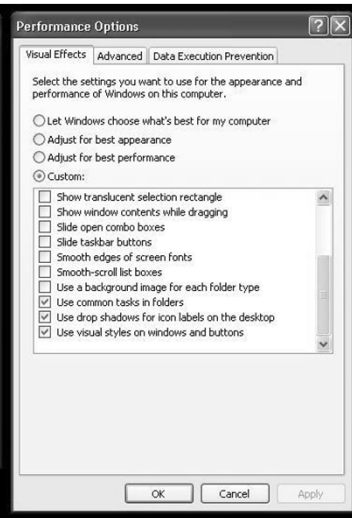 Performance Options
Visual Effects Advanced Data Execution Prevention
Select the settings you want to use for the appearance and
performance of Windows on this computer.
Let Windows choose what's best for my computer
Adjust for best appearance
Adjust for best performance
Custom:
Show translucent selection rectangle
Show window contents while dragging
Slide open combo boxes
Slide taskbar buttons
Smooth edges of screen fonts
Smooth-scroll list boxes
Use a background image for each folder type
Use common tasks in folders
Use drop shadows for icon labels on the desktop
Use visual styles on windows and buttons
OK Cancel Apply